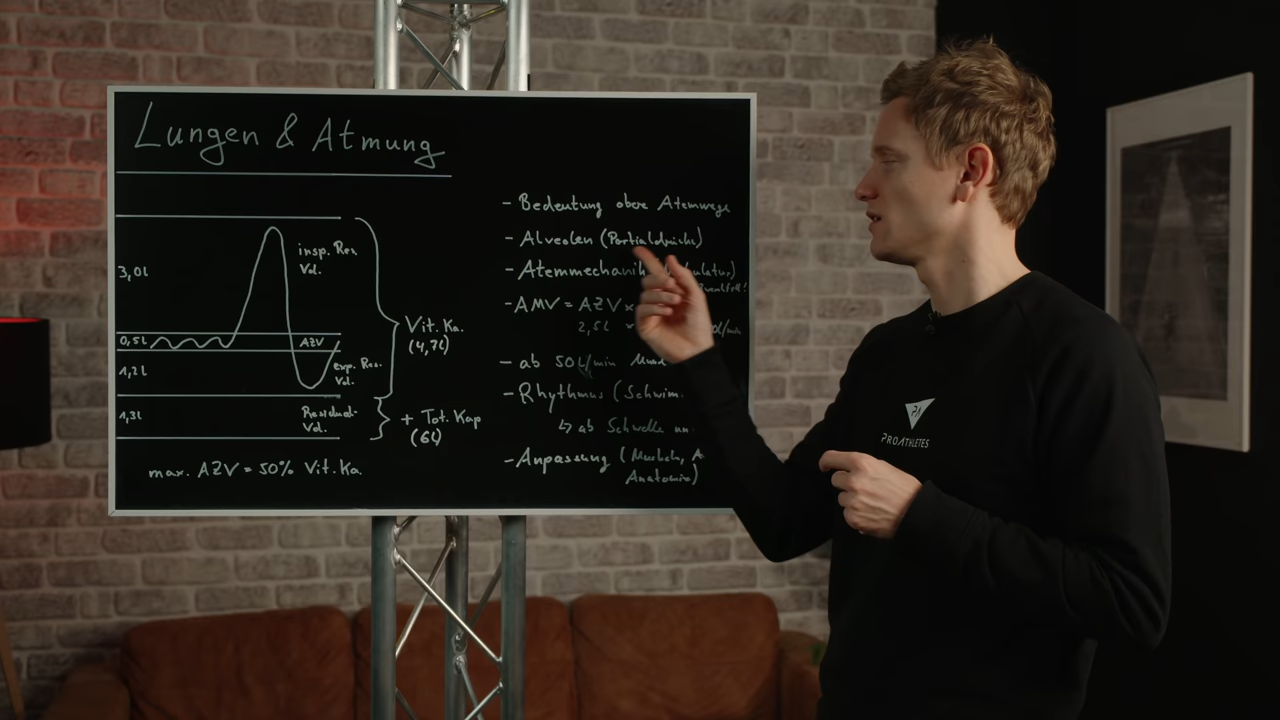 Lungen & Atmung
3,0l
insp. Res.
Vol.
0,5l
AZV
1,2l
exp. Res.
Vol.
1,3l
Residual-
Vol.
Vit. Ka.
(4,7l)
+ Tot. Kap
(6l)
max. AZV = 50% Vit. Ka.
- Bedeutung obere Atemwege
- Alveolen (Partialdrücke)
- Atemmechanik
- AMV = AZV x
2,5l x
- ab 50l/min Mund
- Rhythmus (Schwim.
↳ ab Schwelle
- Anpassung (Muskeln, A
Anatomie)
PA
PROATHLETES